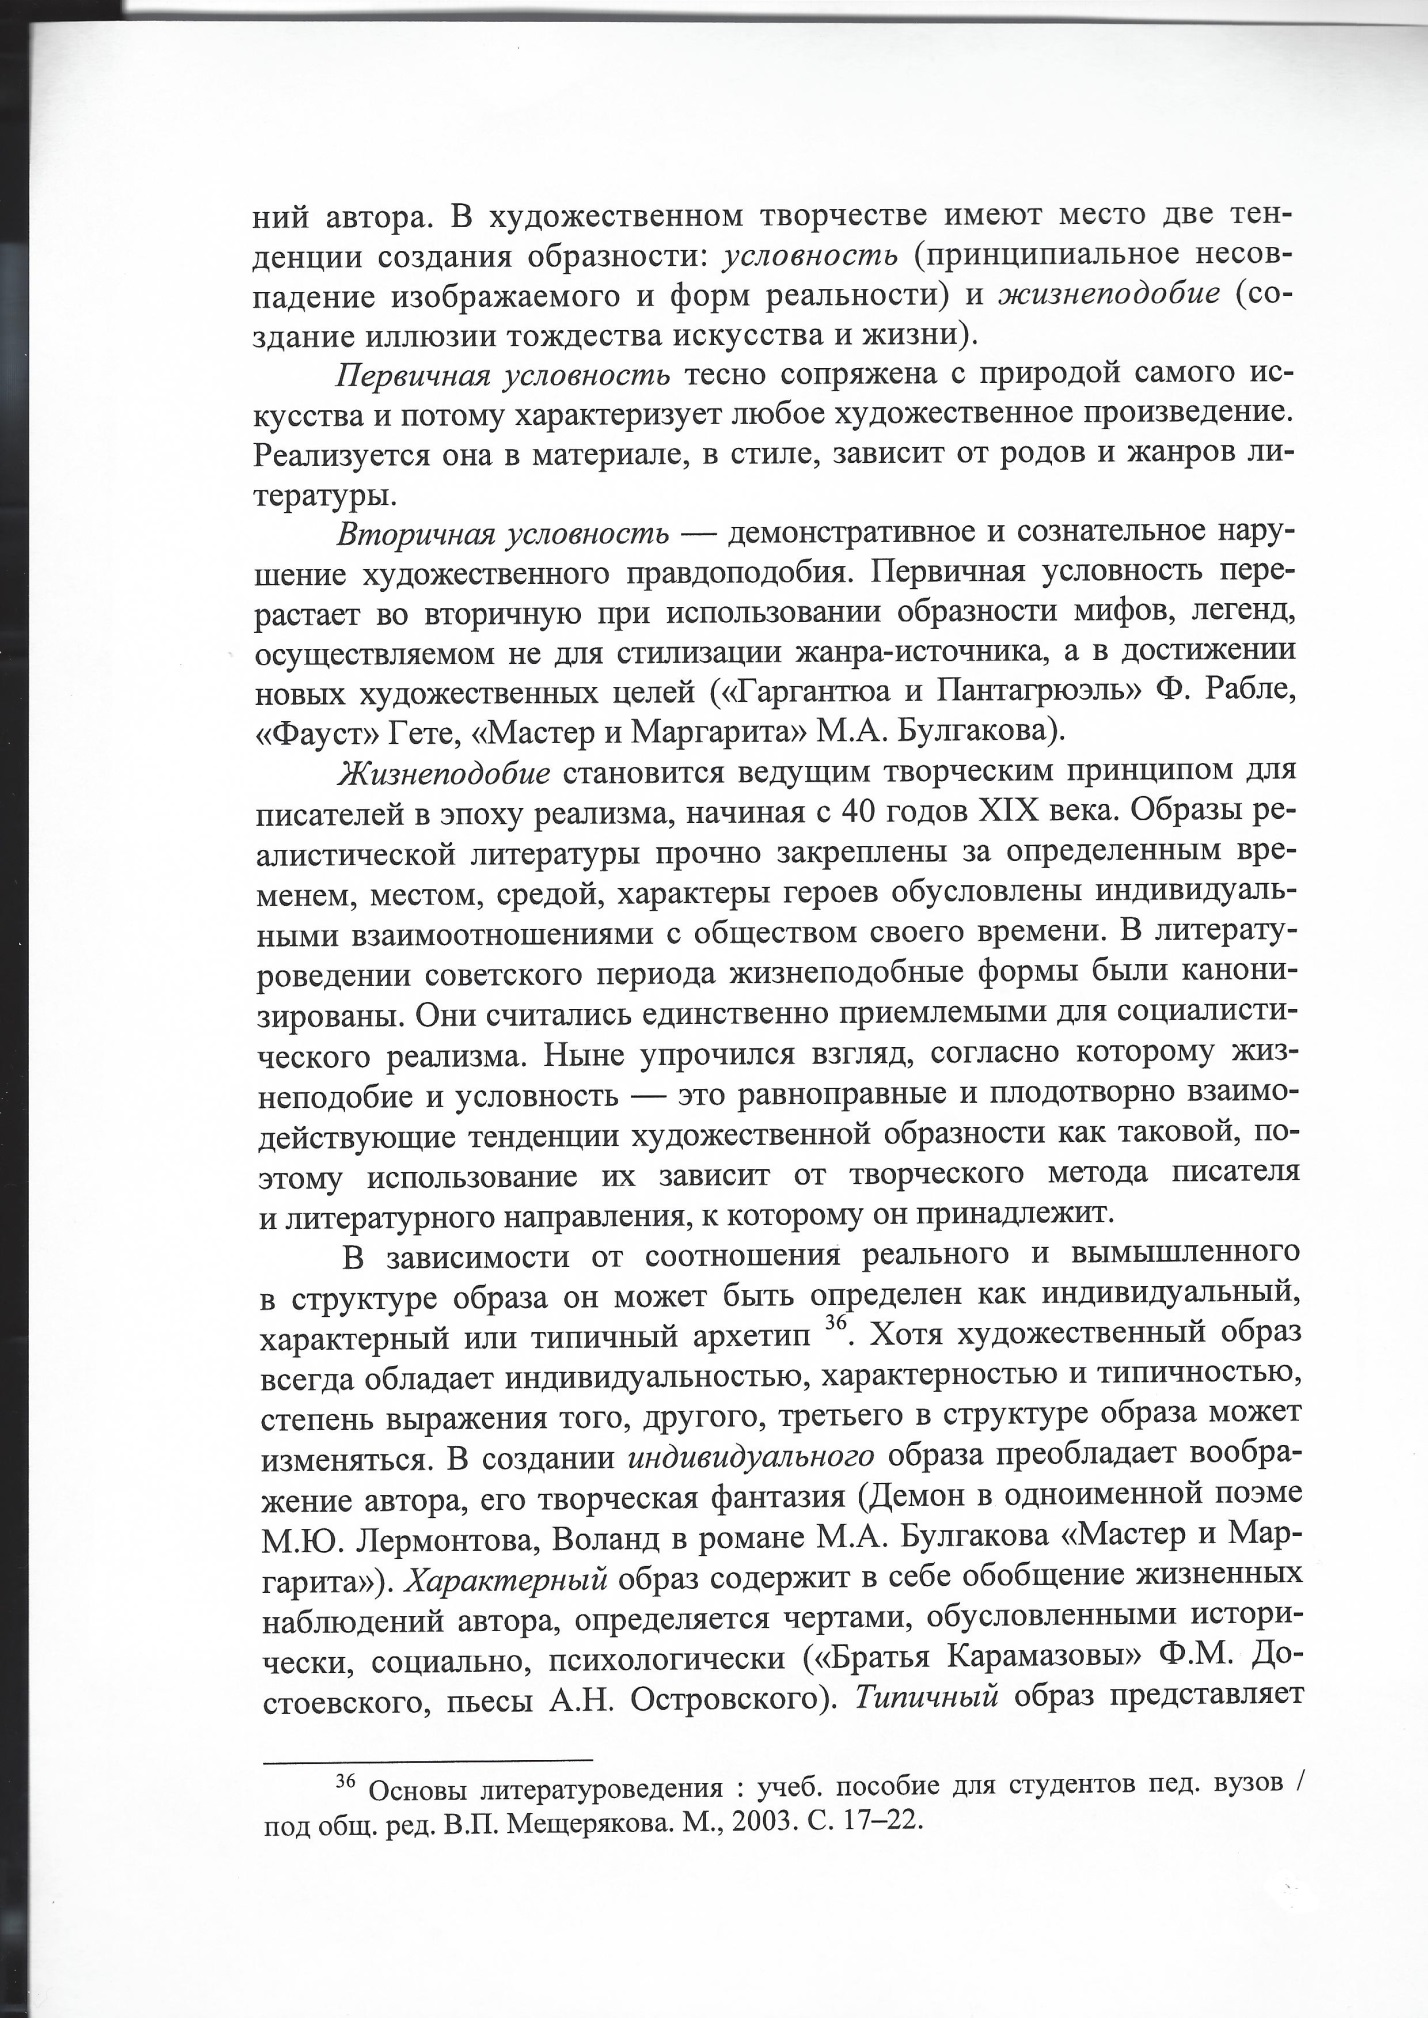 ний автора. В художественном творчестве имеют место две тен-
денции создания образности: условность (принципиальное несов-
падение изображаемого и форм реальности) и жизнеподобие (со-
здание иллюзии тождества искусства и жизни).
Первичная условность тесно сопряжена с природой самого ис-
кусства и потому характеризует любое художественное произведение.
Реализуется она в материале, в стиле, зависит от родов и жанров ли-
тературы.
Вторичная условность — демонстративное и сознательное нару-
шение художественного правдоподобия. Первичная условность пере-
растает во вторичную при использовании образности мифов, легенд,
осуществляемом не для стилизации жанра-источника, а в достижении
новых художественных целей («Гаргантюа и Пантагрюэль» Ф. Рабле,
«Фауст» Гете, «Мастер и Маргарита» М.А. Булгакова).
Жизнеподобие становится ведущим творческим принципом для
писателей в эпоху реализма, начиная с 40 годов XIX века. Образы ре-
алистической литературы прочно закреплены за определенным вре-
менем, местом, средой, характеры героев обусловлены индивидуаль-
ными взаимоотношениями с обществом своего времени. В литерату-
роведении советского периода жизнеподобные формы были канони-
зированы. Они считались единственно приемлемыми для социалисти-
ческого реализма. Ныне упрочился взгляд, согласно которому жиз-
неподобие и условность — это равноправные и плодотворно взаимо-
действующие тенденции художественной образности как таковой, по-
этому использование их зависит от творческого метода писателя
и литературного направления, к которому он принадлежит.
В зависимости от соотношения реального и вымышленного
в структуре образа он может быть определен как индивидуальный,
характерный или типичный архетип 36. Хотя художественный образ
всегда обладает индивидуальностью, характерностью и типичностью,
степень выражения того, другого, третьего в структуре образа может
изменяться. В создании индивидуального образа преобладает вообра-
жение автора, его творческая фантазия (Демон в одноименной поэме
М.Ю. Лермонтова, Воланд в романе М.А. Булгакова «Мастер и Мар-
гарита»). Характерный образ содержит в себе обобщение жизненных
наблюдений автора, определяется чертами, обусловленными истори-
чески, социально, психологически («Братья Карамазовы» Ф.М. До-
стоевского, пьесы А.Н. Островского). Типичный образ представляет
36 Основы литературоведения : учеб. пособие для студентов пед. вузов /
под общ. ред. В.П. Мещерякова. М., 2003. С. 17–22.